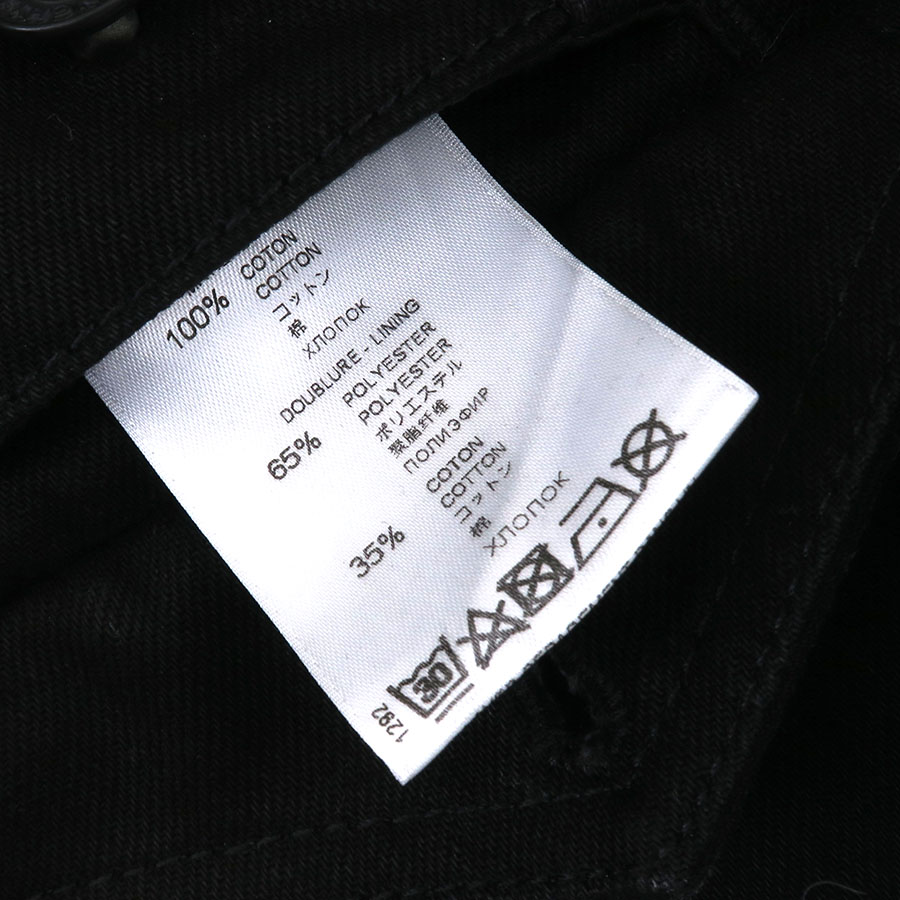 100% COTON
COTTON
コットン
棉
ХЛОПОК
DOUBLURE - LINING
65% POLYESTER
POLYESTER
ポリエステル
聚脂纤维
ПОЛИЭФИР
35% COTON
COTTON
コットン
棉
ХЛОПОК
30
1292